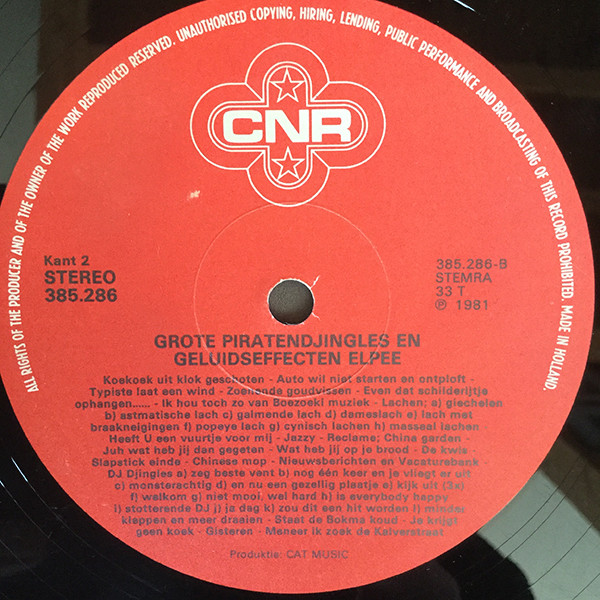 ALL RIGHTS OF THE PRODUCER AND OF THE OWNER OF THE WORK REPRODUCED RESERVED. UNAUTHORISED COPYING, HIRING, LENDING, PUBLIC PERFORMANCE AND BROADCASTING OF THIS RECORD PROHIBITED. MADE IN HOLLAND.
CNR
Kant 2
STEREO
385.286
385.286-B
STEMRA
33 T
℗ 1981
GROTE PIRATENDJINGLES EN
GELUIDSEFFECTEN ELPEE
Koekoek uit klok geschoten - Auto wil niet starten en ontploft -
Typiste laat een wind - Zoenende goudvissen - Even dat schilderijtje
ophangen...... - Ik hou toch zo van Boezoeki muziek - Lachen; a) giechelen
b) astmatische lach c) galmende lach d) dameslach e) lach met
braakneigingen f) popeye lach g) cynisch lachen h) massaal lachen
Heeft U een vuurtje voor mij - Jazzy - Reclame; China garden -
Juh wat heb jij dan gegeten - Wat heb jij op je brood - De kwis -
Slapstick einde - Chinese mop - Nieuwsberichten en Vacaturebank -
DJ Djingles a) zeg beste vent b) nog één keer en je vliegt er uit
c) monsterachtig d) en nu een gezellig plaatje e) kijk uit (3x)
f) walkom g) niet mooi, wel hard h) is everybody happy
i) stotterende DJ j) ja dag k) zou dit een hit worden l) minder
kleppen en meer draaien - Staat de Bokma koud - Je krijgt
geen koek - Gisteren - Meneer ik zoek de Kalverstraat
Produktie: CAT MUSIC